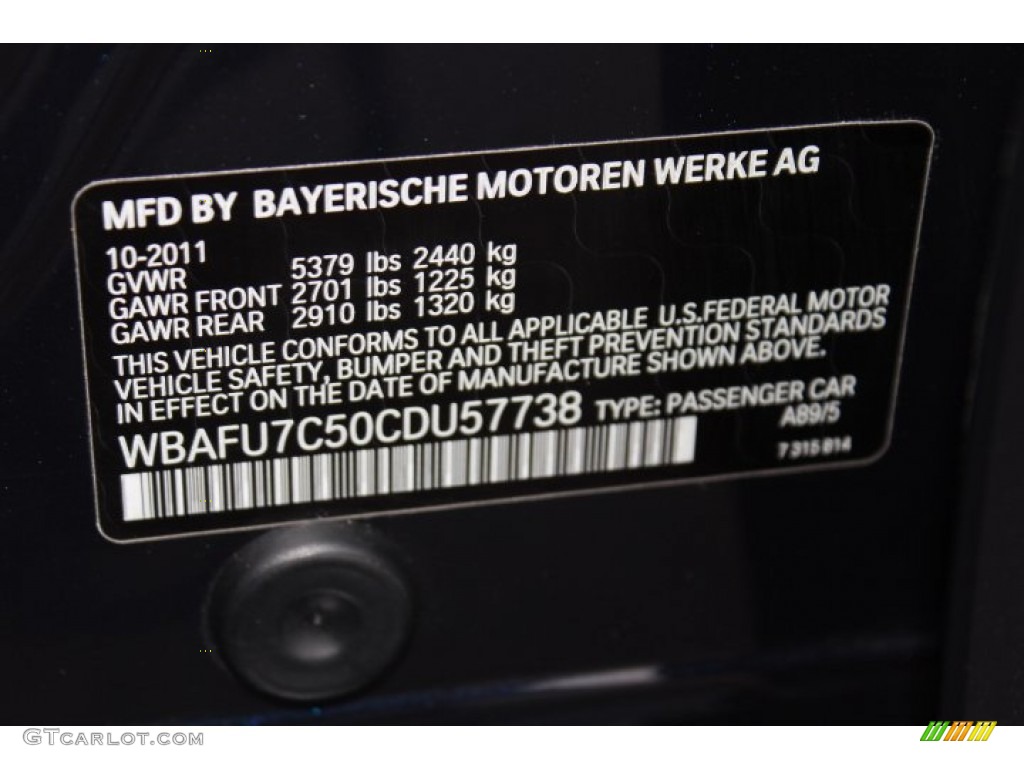 MFD BY BAYERISCHE MOTOREN WERKE AG
10-2011
GVWR 5379 lbs 2440 kg
GAWR FRONT 2701 lbs 1225 kg
GAWR REAR 2910 lbs 1320 kg
THIS VEHICLE CONFORMS TO ALL APPLICABLE U.S.FEDERAL MOTOR
VEHICLE SAFETY, BUMPER AND THEFT PREVENTION STANDARDS
IN EFFECT ON THE DATE OF MANUFACTURE SHOWN ABOVE.
WBAFU7C50CDU57738 TYPE: PASSENGER CAR
A89/5
7 315 814
GTCARLOT.COM